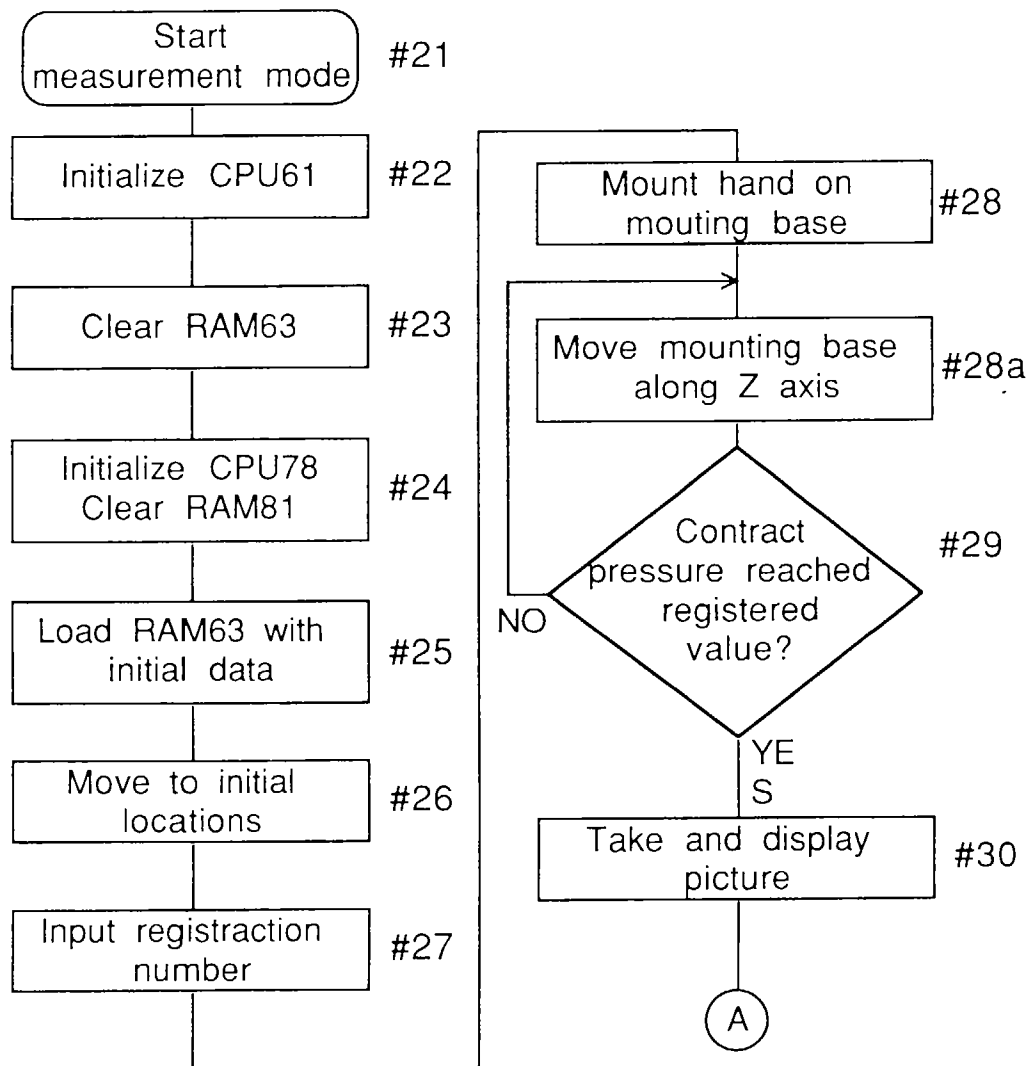 Start
measurement mode
#21
Initialize CPU61
#22
Clear RAM63
#23
Initialize CPU78
Clear RAM81
#24
Load RAM63 with
initial data
#25
Move to initial
locations
#26
Input registraction
number
#27
Mount hand on
mouting base
#28
Move mounting base
along Z axis
#28a
Contract
pressure reached
registered
value?
#29
NO
YE
S
Take and display
picture
#30
A